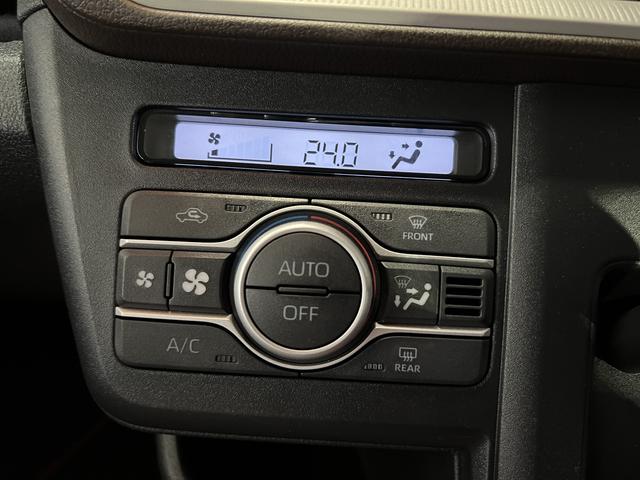 24.0
FRONT
AUTO
OFF
A/C
REAR